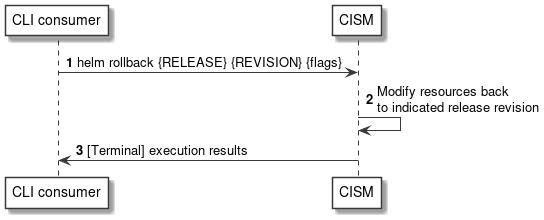 CLI consumer
CISM
1 helm rollback {RELEASE} {REVISION} {flags}
2 Modify resources back
to indicated release revision
3 [Terminal] execution results
CLI consumer
CISM